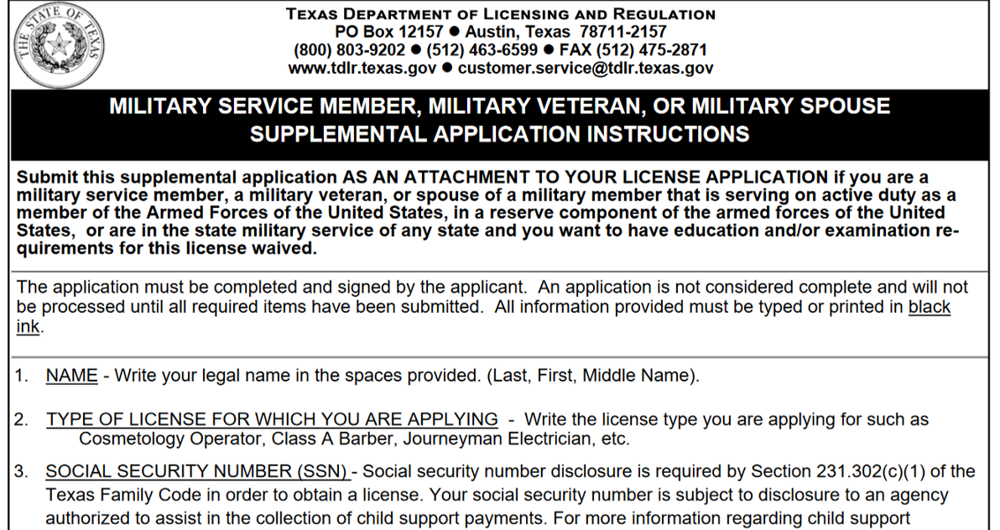 THE STATE OF TEXAS
TEXAS DEPARTMENT OF LICENSING AND REGULATION
PO Box 12157 ● Austin, Texas 78711-2157
(800) 803-9202 ● (512) 463-6599 ● FAX (512) 475-2871
www.tdlr.texas.gov ● customer.service@tdlr.texas.gov
MILITARY SERVICE MEMBER, MILITARY VETERAN, OR MILITARY SPOUSE
SUPPLEMENTAL APPLICATION INSTRUCTIONS
Submit this supplemental application AS AN ATTACHMENT TO YOUR LICENSE APPLICATION if you are a
military service member, a military veteran, or spouse of a military member that is serving on active duty as a
member of the Armed Forces of the United States, in a reserve component of the armed forces of the United
States, or are in the state military service of any state and you want to have education and/or examination re-
quirements for this license waived.
The application must be completed and signed by the applicant. An application is not considered complete and will not
be processed until all required items have been submitted. All information provided must be typed or printed in black
ink.
1. NAME - Write your legal name in the spaces provided. (Last, First, Middle Name).
2. TYPE OF LICENSE FOR WHICH YOU ARE APPLYING - Write the license type you are applying for such as
Cosmetology Operator, Class A Barber, Journeyman Electrician, etc.
3. SOCIAL SECURITY NUMBER (SSN) - Social security number disclosure is required by Section 231.302(c)(1) of the
Texas Family Code in order to obtain a license. Your social security number is subject to disclosure to an agency
authorized to assist in the collection of child support payments. For more information regarding child support